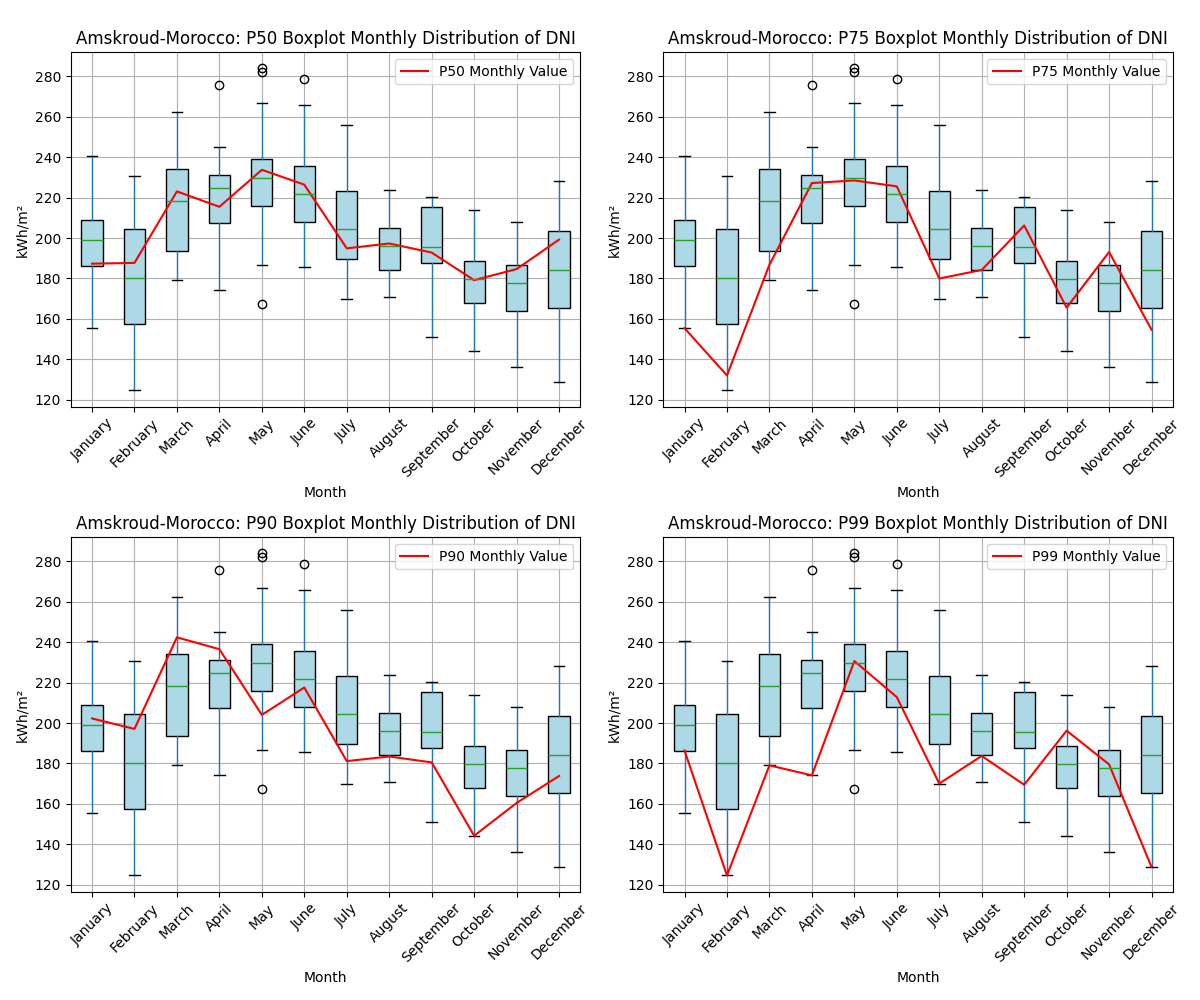 Amskroud-Morocco: P50 Boxplot Monthly Distribution of DNI
P50 Monthly Value
kWh/m²
280
260
240
220
200
180
160
140
120
January
February
March
April
May
June
July
August
September
October
November
December
Month
Amskroud-Morocco: P75 Boxplot Monthly Distribution of DNI
P75 Monthly Value
kWh/m²
280
260
240
220
200
180
160
140
120
January
February
March
April
May
June
July
August
September
October
November
December
Month
Amskroud-Morocco: P90 Boxplot Monthly Distribution of DNI
P90 Monthly Value
kWh/m²
280
260
240
220
200
180
160
140
120
January
February
March
April
May
June
July
August
September
October
November
December
Month
Amskroud-Morocco: P99 Boxplot Monthly Distribution of DNI
P99 Monthly Value
kWh/m²
280
260
240
220
200
180
160
140
120
January
February
March
April
May
June
July
August
September
October
November
December
Month